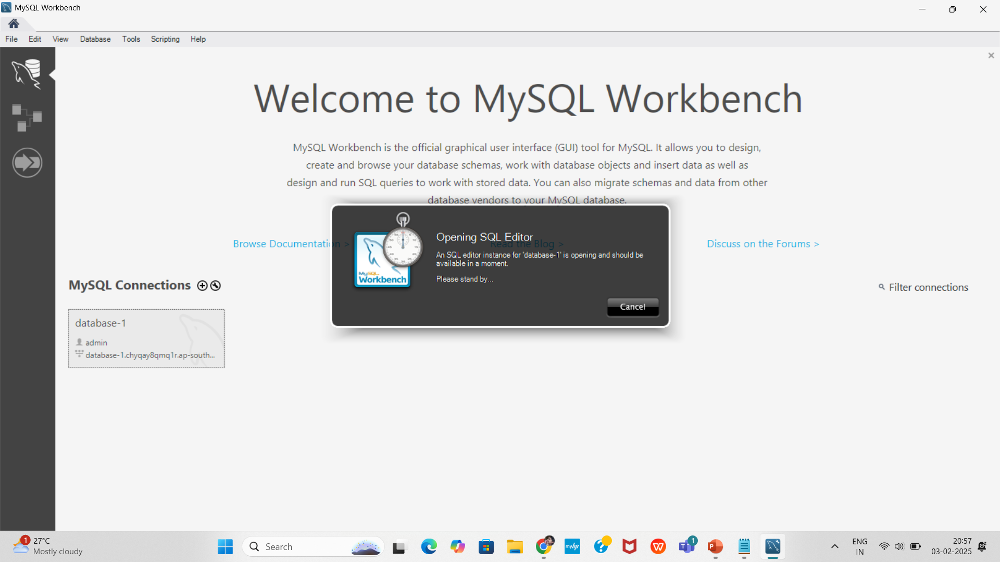 MySQL Workbench
File Edit View Database Tools Scripting Help
Welcome to MySQL Workbench
MySQL Workbench is the official graphical user interface (GUI) tool for MySQL. It allows you to design,
create and browse your database schemas, work with database objects and insert data as well as
design and run SQL queries to work with stored data. You can also migrate schemas and data from other
database vendors to your MySQL database.
Browse Documentation >
Read the Blog >
Discuss on the Forums >
Opening SQL Editor
An SQL editor instance for 'database-1' is opening and should be
available in a moment.
Please stand by...
MySQL
Workbench
Cancel
MySQL Connections
Filter connections
database-1
admin
database-1.chyqay8qmq1r.ap-south...
1
27°C
Mostly cloudy
Search
myhp
1
ENG
IN
20:57
03-02-2025